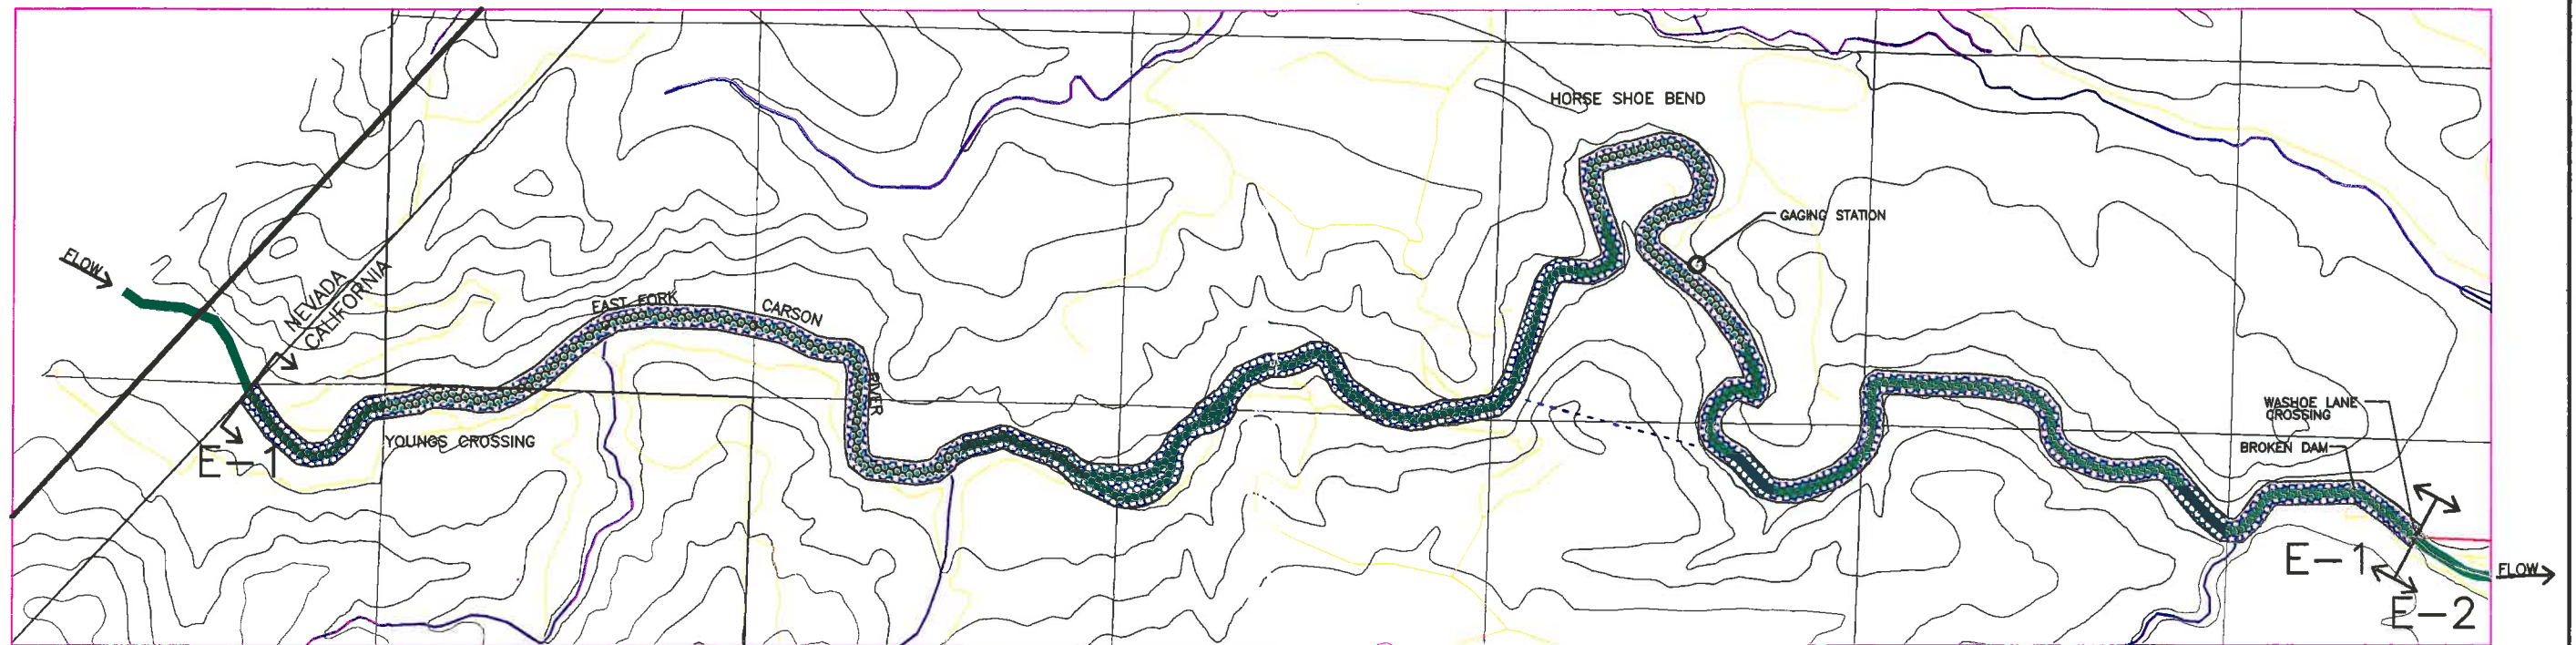 HORSE SHOE BEND
GAGING STATION
FLOW
NEVADA
CALIFORNIA
EAST FORK
CARSON
RIVER
YOUNGS CROSSING
E-1
WASHOE LANE
CROSSING
BROKEN DAM
E-1
FLOW
E-2